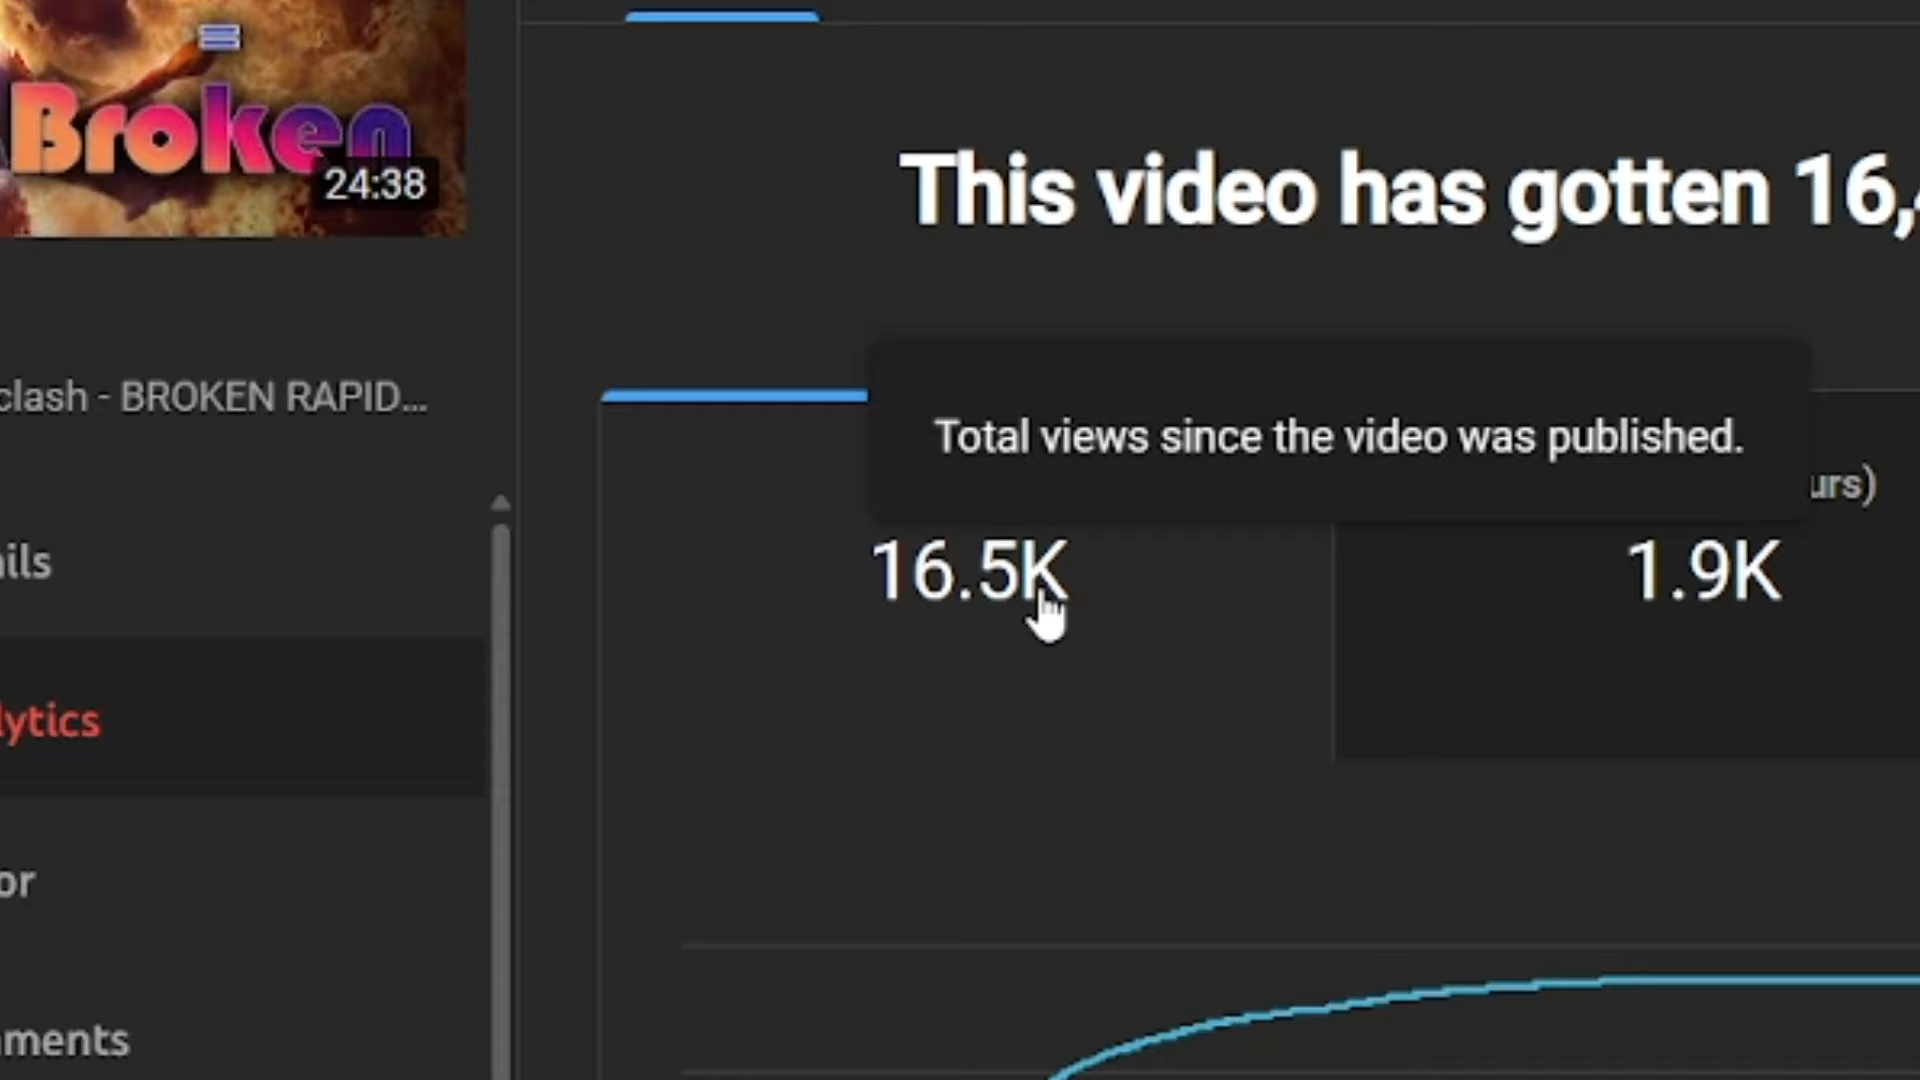 Broken
24:38
This video has gotten 16,
clash - BROKEN RAPID...
Total views since the video was published.
urs)
16.5K
1.9K
ils
lytics
or
ments